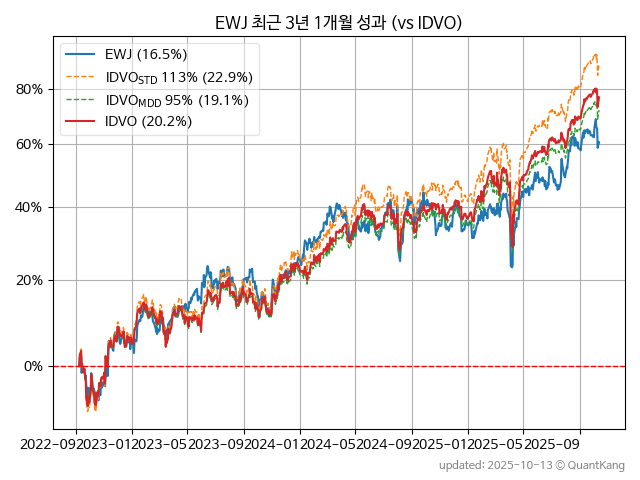 EWJ 최근 3년 1개월 성과 (vs IDVO)
EWJ (16.5%)
IDVO_STD 113% (22.9%)
IDVO_MDD 95% (19.1%)
IDVO (20.2%)
80%
60%
40%
20%
0%
2022-09 2023-01 2023-05 2023-09 2024-01 2024-05 2024-09 2025-01 2025-05 2025-09
updated: 2025-10-13 © QuantKang